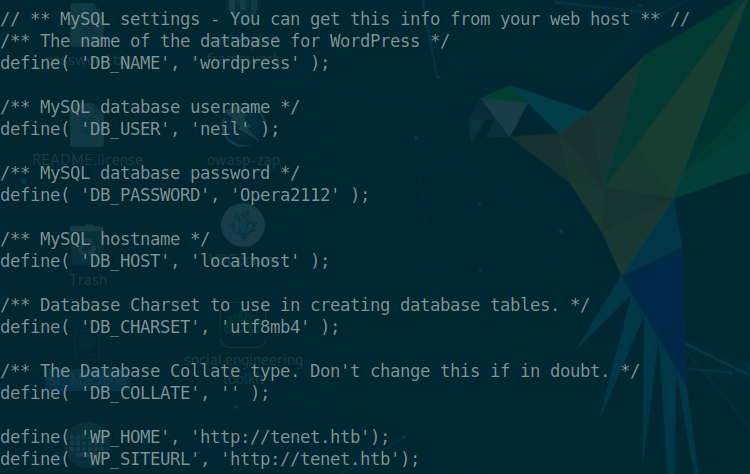 // ** MySQL settings - You can get this info from your web host ** //
/** The name of the database for WordPress */
define( 'DB_NAME', 'wordpress' );
/** MySQL database username */
define( 'DB_USER', 'neil' );
README.license
owasp-zap
/** MySQL database password */
define( 'DB_PASSWORD', 'Opera2112' );
/** MySQL hostname */
define( 'DB_HOST', 'localhost' );
Trash
/** Database Charset to use in creating database tables. */
define( 'DB_CHARSET', 'utf8mb4' );
social engineering
toolkit
/** The Database Collate type. Don't change this if in doubt. */
define( 'DB_COLLATE', '' );
define( 'WP_HOME', 'http://tenet.htb');
define( 'WP_SITEURL', 'http://tenet.htb');